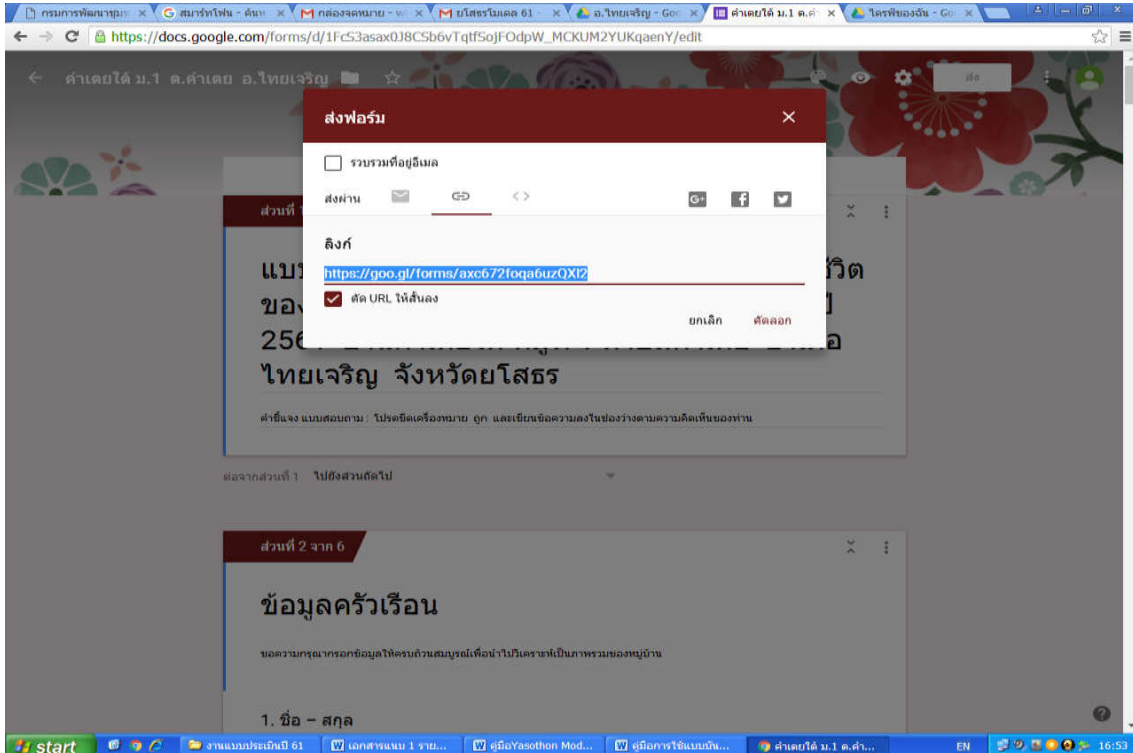 กรมการพัฒนาชุมช
สมาร์ทโฟน - ค้นห
กล่องจดหมาย - w
ยโสธรโมเดล 61 -
อ.ไทยเจริญ - Goo
คำเตยใต้ ม.1 ต.คำ
ไดรฟ์ของฉัน - Go
https://docs.google.com/forms/d/1FcS3asax0J8CSb6vTqtfSojFOdpW_MCKUM2YUKqaenY/edit
คำเตยใต้ ม.1 ต.คำเตย อ.ไทยเจริญ
ส่ง
ส่งฟอร์ม
รวบรวมที่อยู่อีเมล
ส่งผ่าน
G+
ส่วนที่ 1
ลิงก์
https://goo.gl/forms/axc672foqa6uzQXl2
ตัด URL ให้สั้นลง
ยกเลิก คัดลอก
แบบ ชีวิต
ของ ปี
256
ไทยเจริญ จังหวัดยโสธร
คำชี้แจง แบบสอบถาม : โปรดขีดเครื่องหมาย ถูก และเขียนข้อความลงในช่องว่างตามความคิดเห็นของท่าน
ต่อจากส่วนที่ 1 ไปยังส่วนถัดไป
ส่วนที่ 2 จาก 6
ข้อมูลครัวเรือน
ขอความกรุณากรอกข้อมูลให้ครบถ้วนสมบูรณ์เพื่อนำไปวิเคราะห์เป็นภาพรวมของหมู่บ้าน
1. ชื่อ – สกุล
start
งานแบบประเมินปี 61
เอกสารแนบ 1 ราย...
คู่มือYasothon Mod...
คู่มือการใช้แบบบัน...
คำเตยใต้ ม.1 ต.คำ...
EN
16:53